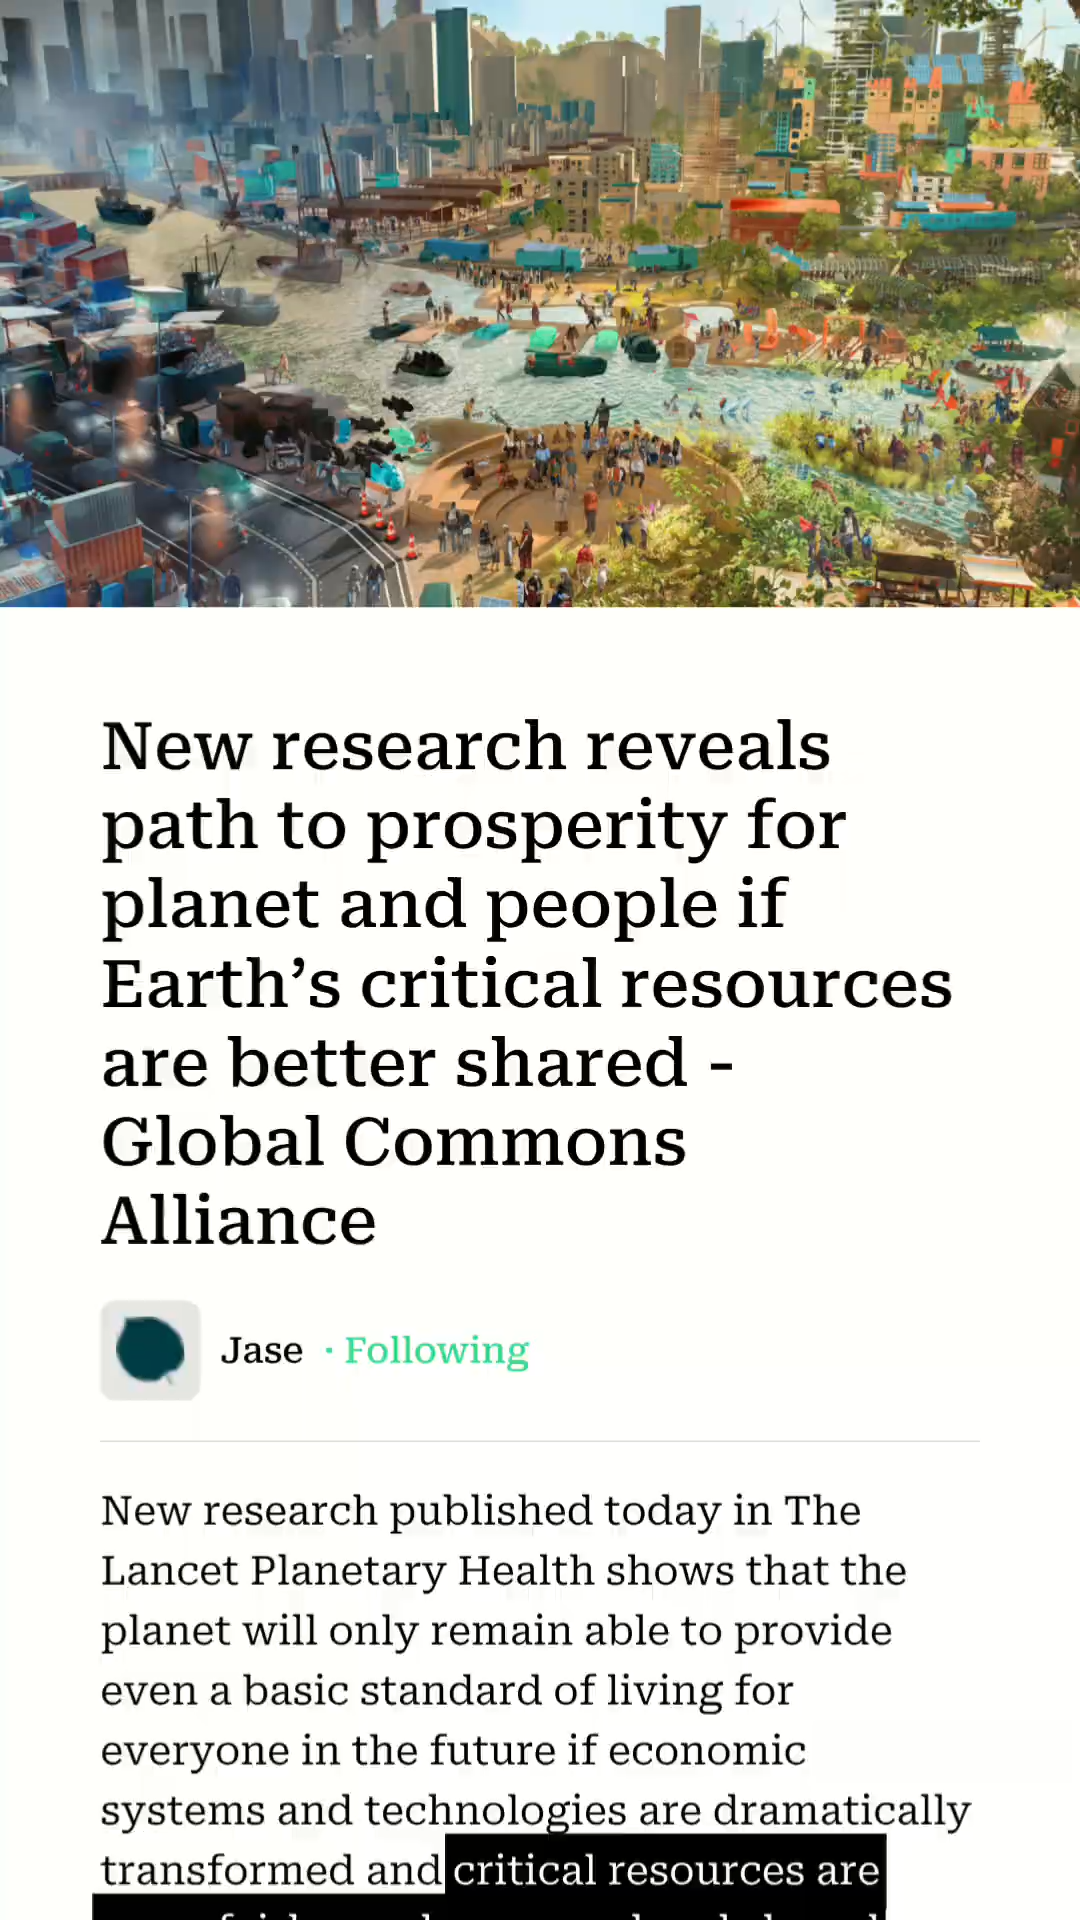 New research reveals
path to prosperity for
planet and people if
Earth’s critical resources
are better shared -
Global Commons
Alliance
Jase · Following
New research published today in The
Lancet Planetary Health shows that the
planet will only remain able to provide
even a basic standard of living for
everyone in the future if economic
systems and technologies are dramatically
transformed and critical resources are